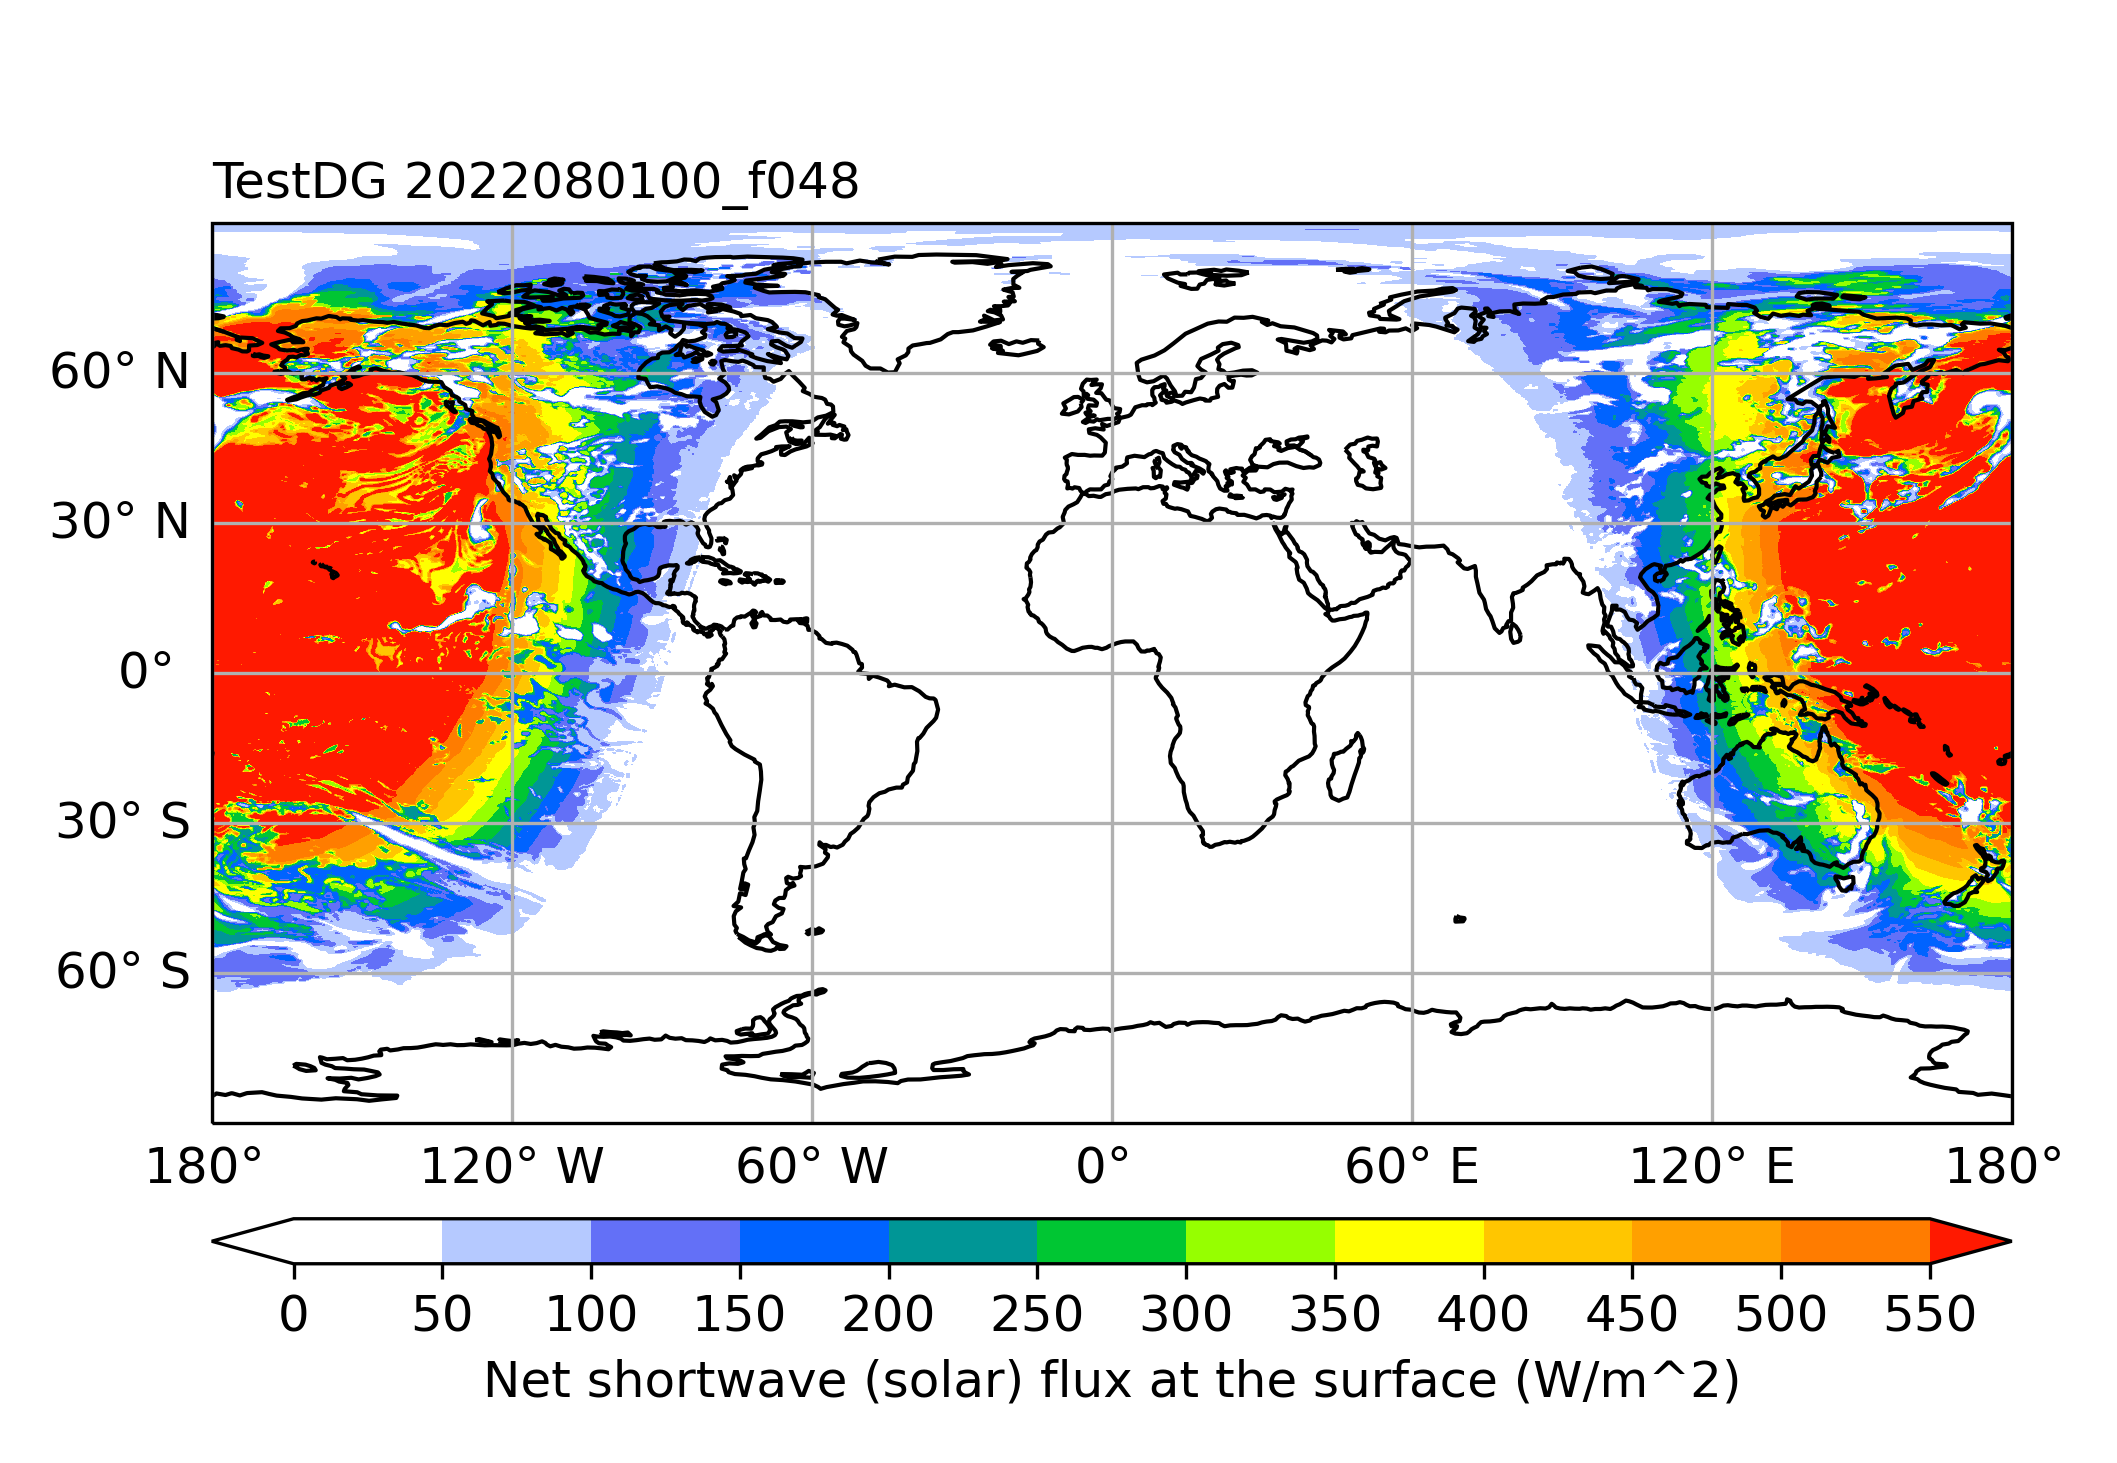 TestDG 2022080100_f048
60° N
30° N
0°
30° S
60° S
180° 120° W 60° W 0° 60° E 120° E 180°
0 50 100 150 200 250 300 350 400 450 500 550
Net shortwave (solar) flux at the surface (W/m^2)